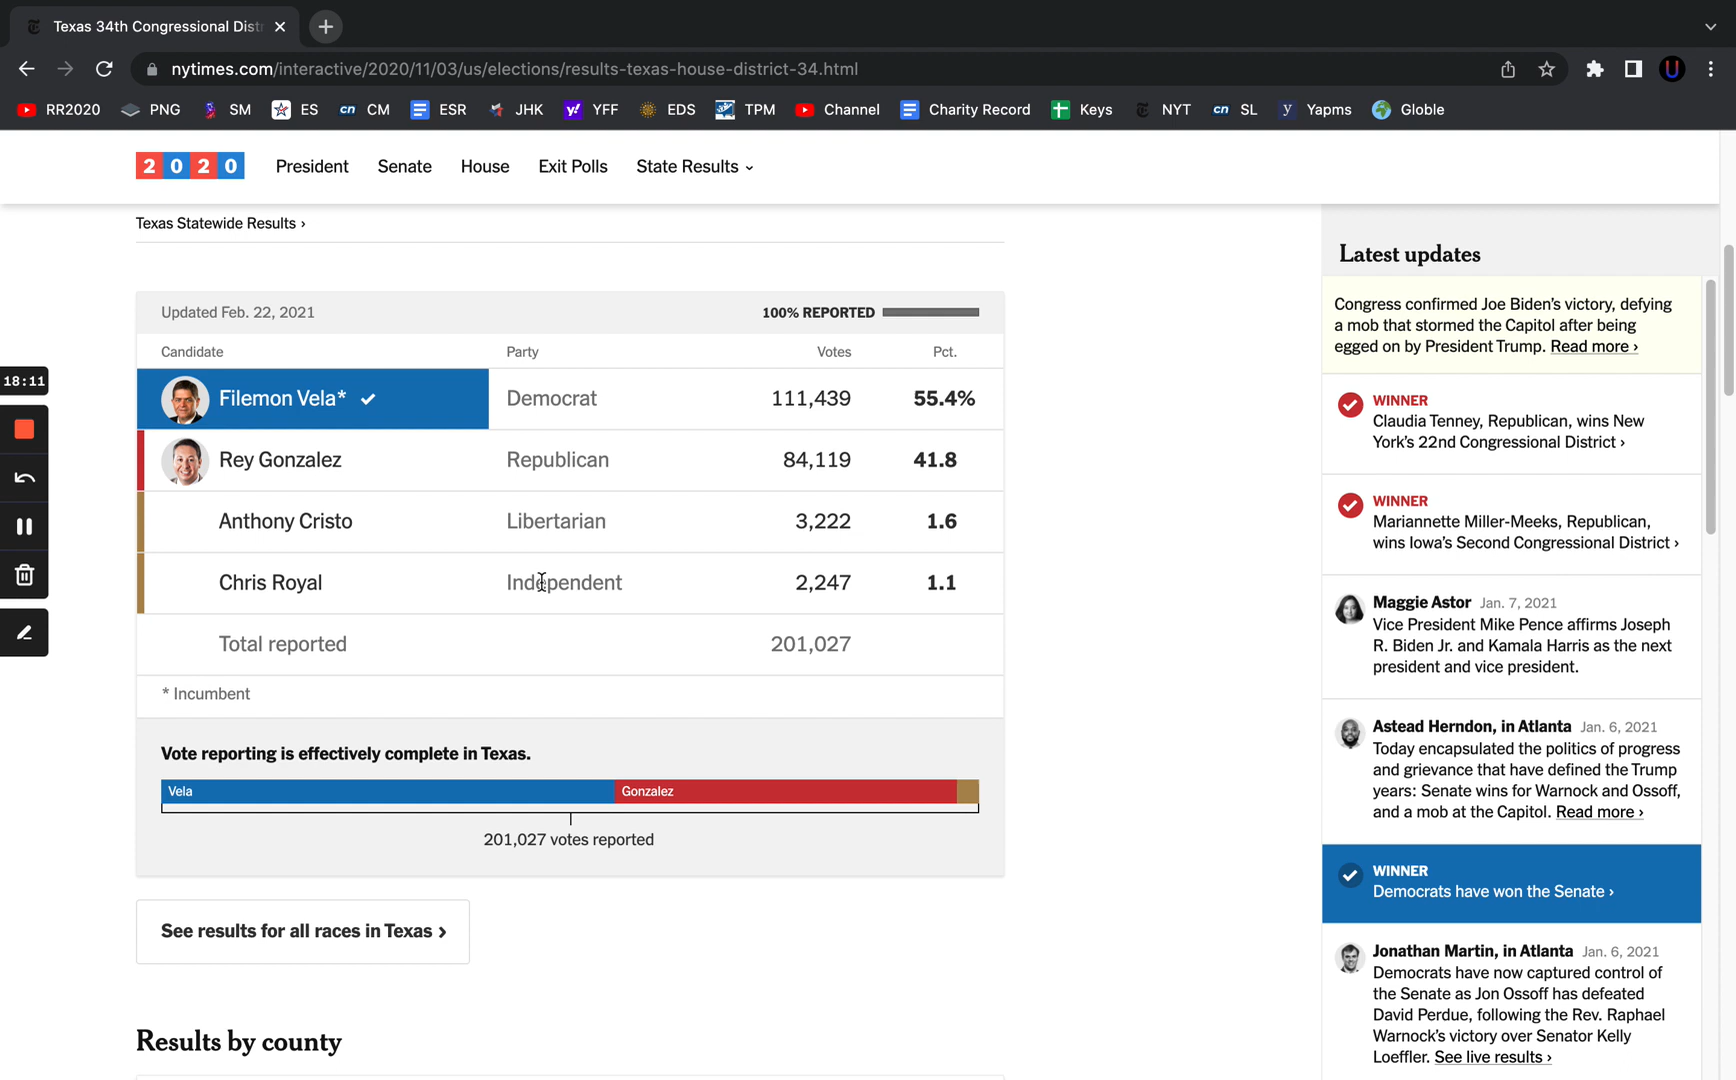 Texas 34th Congressional Dist
nytimes.com/interactive/2020/11/03/us/elections/results-texas-house-district-34.html
U
RR2020
PNG
SM
ES
cn CM
ESR
JHK
y! YFF
EDS
TPM
Channel
Charity Record
Keys
NYT
cn SL
y Yapms
Globle
2020
President
Senate
House
Exit Polls
State Results
Texas Statewide Results ›
Updated Feb. 22, 2021
100% REPORTED
Candidate Party Votes Pct.
Filemon Vela* Democrat 111,439 55.4%
Rey Gonzalez Republican 84,119 41.8
Anthony Cristo Libertarian 3,222 1.6
Chris Royal Independent 2,247 1.1
Total reported 201,027
* Incumbent
Vote reporting is effectively complete in Texas.
Vela Gonzalez
201,027 votes reported
See results for all races in Texas ›
Results by county
18:11
Latest updates
Congress confirmed Joe Biden's victory, defying
a mob that stormed the Capitol after being
egged on by President Trump. Read more ›
WINNER
Claudia Tenney, Republican, wins New
York's 22nd Congressional District ›
WINNER
Mariannette Miller-Meeks, Republican,
wins Iowa's Second Congressional District ›
Maggie Astor Jan. 7, 2021
Vice President Mike Pence affirms Joseph
R. Biden Jr. and Kamala Harris as the next
president and vice president.
Astead Herndon, in Atlanta Jan. 6, 2021
Today encapsulated the politics of progress
and grievance that have defined the Trump
years: Senate wins for Warnock and Ossoff,
and a mob at the Capitol. Read more ›
WINNER
Democrats have won the Senate ›
Jonathan Martin, in Atlanta Jan. 6, 2021
Democrats have now captured control of
the Senate as Jon Ossoff has defeated
David Perdue, following the Rev. Raphael
Warnock's victory over Senator Kelly
Loeffler. See live results ›